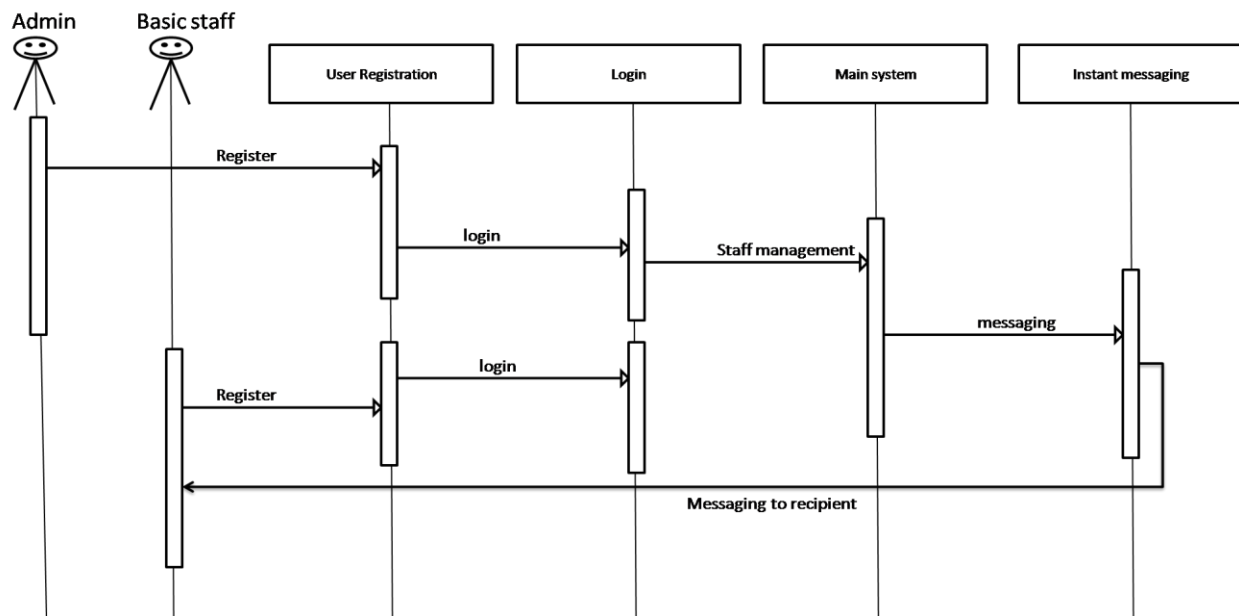 Admin
Basic staff
User Registration
Login
Main system
Instant messaging
Register
login
Staff management
messaging
login
Register
Messaging to recipient